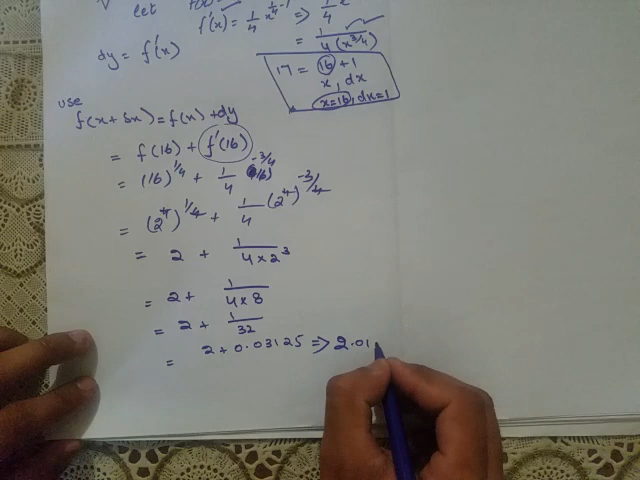 let
f'(x) = 1/4 x^(1/4 -1) => 1/4 x
= 1/(4(x^3/4))
dy = f'(x)
17 = 16 + 1
x, dx
x=16, dx=1
use
f(x+δx) = f(x) + dy
= f(16) + f'(16)
= (16)^1/4 + 1/4 (16)^-3/4
= (2^4)^1/4 + 1/4 (2^4)^-3/4
= 2 + 1/(4×2^3)
= 2 + 1/(4×8)
= 2 + 1/32
= 2 + 0.03125 => 2.01